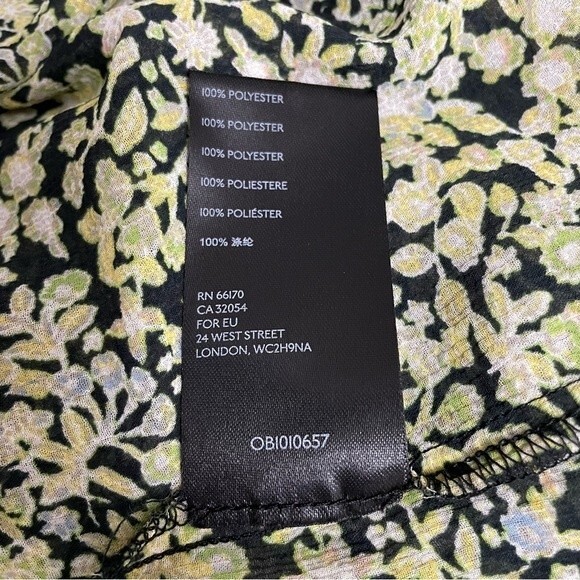 100% POLYESTER
100% POLYESTER
100% POLYESTER
100% POLIESTERE
100% POLIÉSTER
100% 涤纶
RN 66170
CA 32054
FOR EU
24 WEST STREET
LONDON, WC2H9NA
OB1010657